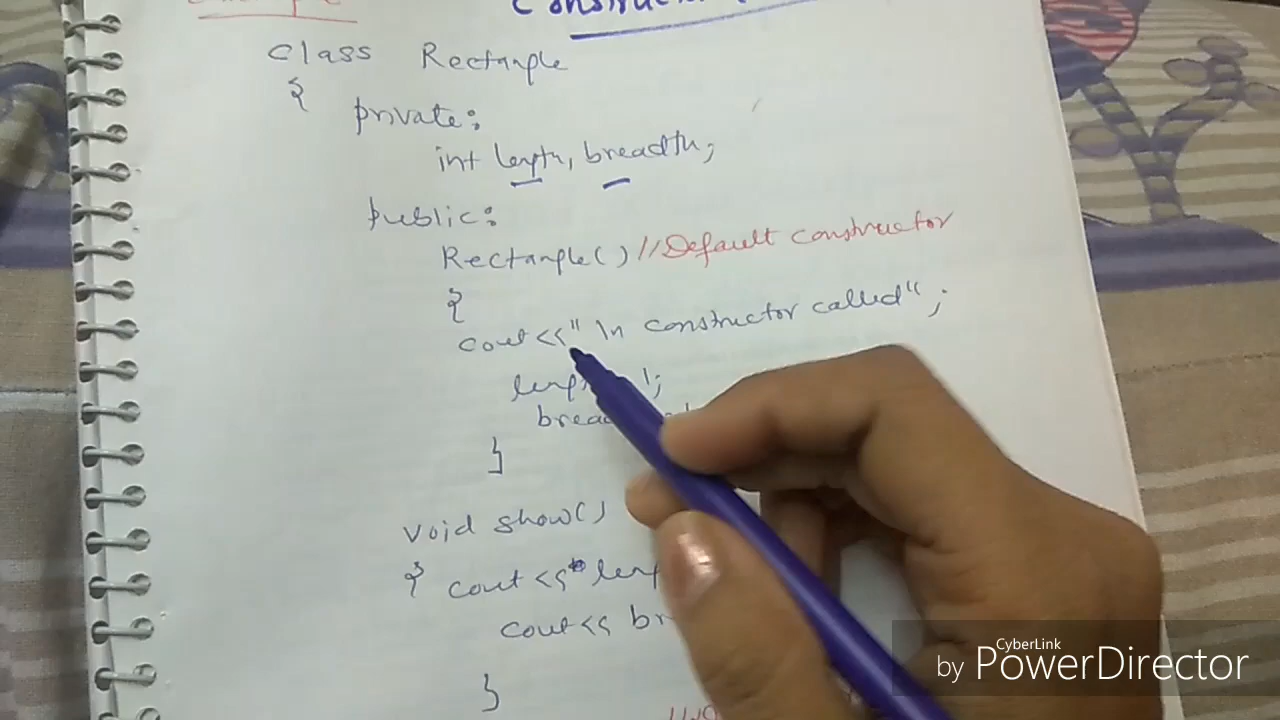 class Rectangle
{
private:
int length, breadth;
public:
Rectangle() //Default constructor
{
cout<<"\n constructor called";
}
void show()
{ cout<<
cout<<
}
CyberLink
by PowerDirector